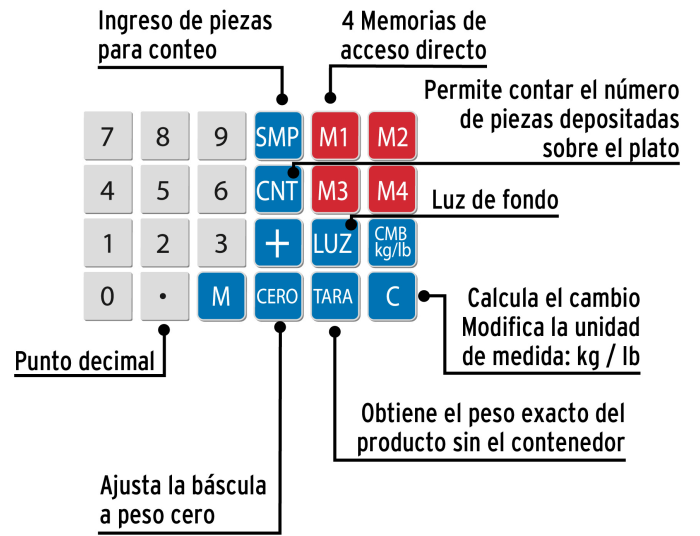 Ingreso de piezas
para conteo
4 Memorias de
acceso directo
Permite contar el número
de piezas depositadas
sobre el plato
7 8 9 SMP M1 M2
4 5 6 CNT M3 M4
Luz de fondo
1 2 3 + LUZ CMB
kg/lb
0 . M CERO TARA C
Calcula el cambio
Modifica la unidad
de medida: kg / lb
Punto decimal
Obtiene el peso exacto del
producto sin el contenedor
Ajusta la báscula
a peso cero